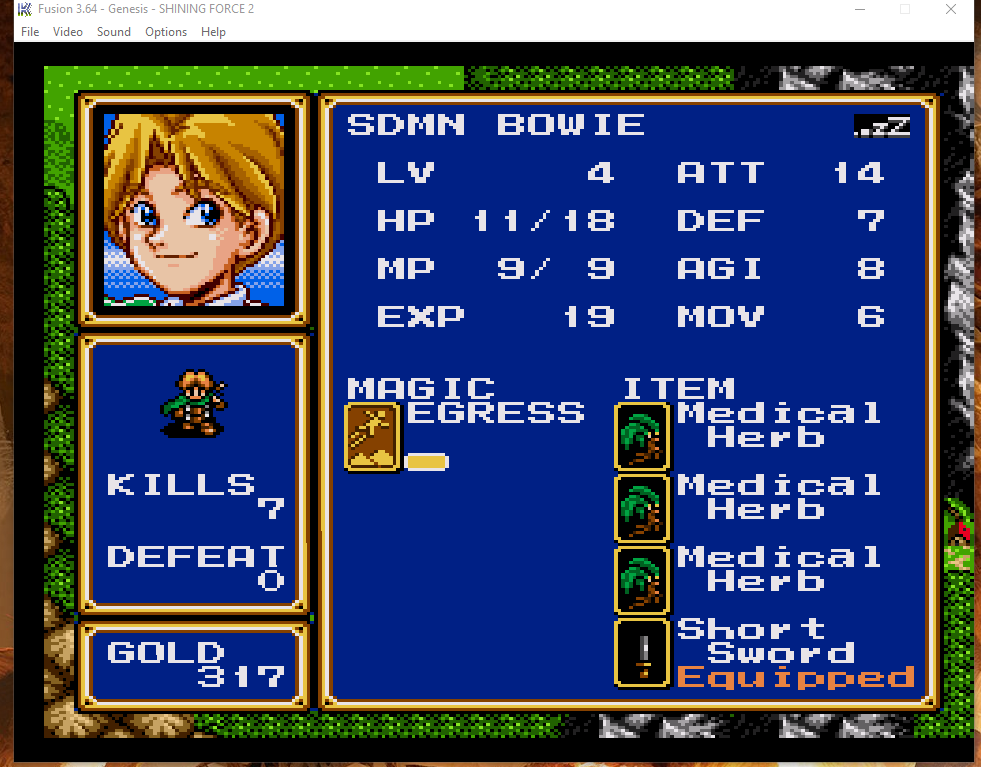 Fusion 3.64 - Genesis - SHINING FORCE 2
File Video Sound Options Help
SDMN BOWIE
..zZ
LV 4 ATT 14
HP 11/18 DEF 7
MP 9/ 9 AGI 8
EXP 19 MOV 6
KILLS
7
DEFEAT
0
GOLD
317
MAGIC
EGRESS
ITEM
Medical
Herb
Medical
Herb
Medical
Herb
Short
Sword
Equipped